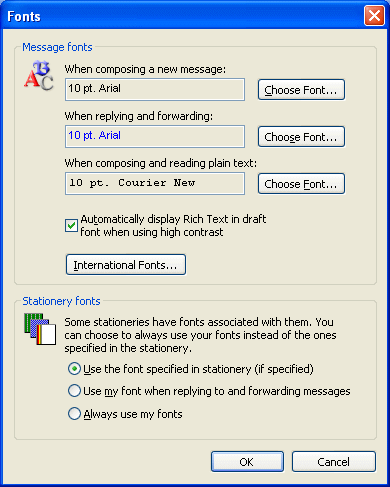 Fonts
Message fonts
When composing a new message:
10 pt. Arial
Choose Font...
When replying and forwarding:
10 pt. Arial
Choose Font...
When composing and reading plain text:
10 pt. Courier New
Choose Font...
Automatically display Rich Text in draft
font when using high contrast
International Fonts...
Stationery fonts
Some stationeries have fonts associated with them. You
can choose to always use your fonts instead of the ones
specified in the stationery.
Use the font specified in stationery (if specified)
Use my font when replying to and forwarding messages
Always use my fonts
OK
Cancel